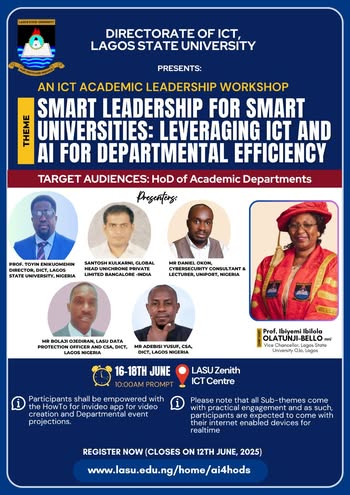 DIRECTORATE OF ICT,
LAGOS STATE UNIVERSITY
PRESENTS:
AN ICT ACADEMIC LEADERSHIP WORKSHOP
THEME
SMART LEADERSHIP FOR SMART
UNIVERSITIES: LEVERAGING ICT AND
AI FOR DEPARTMENTAL EFFICIENCY
TARGET AUDIENCES: HoD of Academic Departments
Presenters:
PROF. TOYIN ENIKUOMEHIN
DIRECTOR, DICT, LAGOS
STATE UNIVERSITY, NIGERIA
SANTOSH KULKARNI, GLOBAL
HEAD UNICHRONE PRIVATE
LIMITED BANGALORE -INDIA
MR DANIEL OKON,
CYBERSECURITY CONSULTANT &
LECTURER, UNIPORT, NIGERIA
Prof. Ibiyemi Ibilola
OLATUNJI-BELLO
Vice Chancellor, Lagos State
University Ojo, Lagos
MR BOLAJI OJEDIRAN, LASU DATA
PROTECTION OFFICER AND CSA, DICT,
LAGOS NIGERIA
MR ADEBISI YUSUF, CSA,
DICT, LAGOS NIGERIA
16-18TH JUNE
10:00AM PROMPT
LASU Zenith
ICT Centre
Participants shall be empowered with
the HowTo for invideo app for video
creation and Departmental event
projections.
Please note that all Sub-themes come
with practical engagement and as such,
participants are expected to come with
their internet enabled devices for
realtime
REGISTER NOW (CLOSES ON 12TH JUNE, 2025)
www.lasu.edu.ng/home/ai4hods